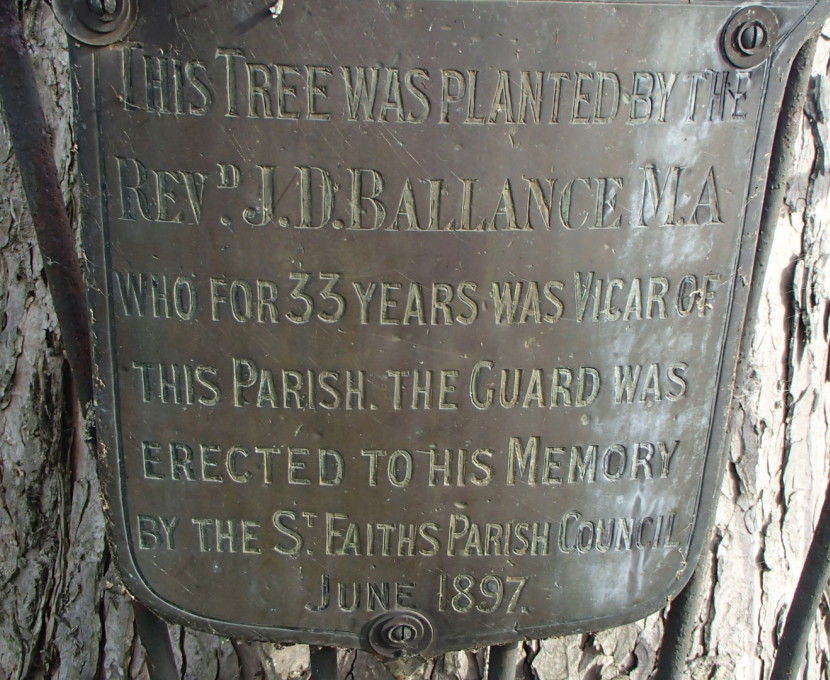 THIS TREE WAS PLANTED BY THE
REVD. J.D. BALLANCE M.A
WHO FOR 33 YEARS WAS VICAR OF
THIS PARISH. THE GUARD WAS
ERECTED TO HIS MEMORY
BY THE ST. FAITHS PARISH COUNCIL
JUNE 1897.